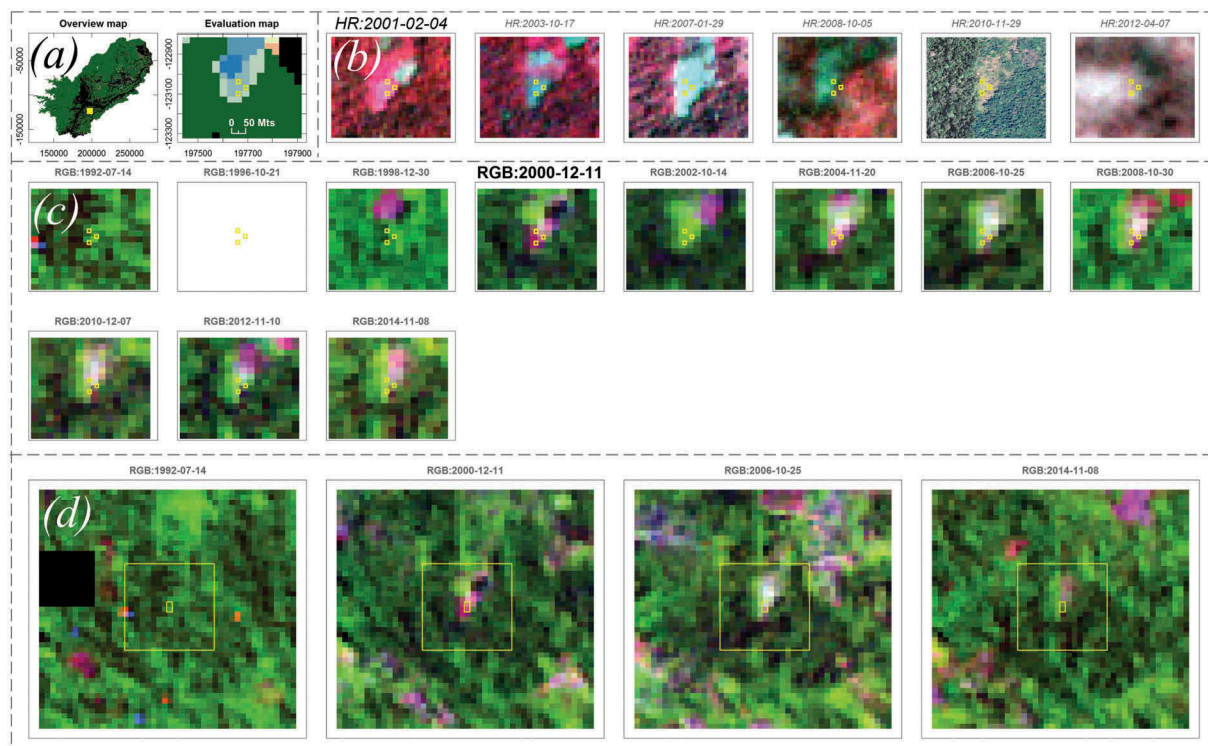 Overview map
Evaluation map
(a)
-50000
-150000
150000 200000 250000
-122900
-123100
-123300
0 50 Mts
197500 197700 197900
(b)
HR:2001-02-04
HR:2003-10-17
HR:2007-01-29
HR:2008-10-05
HR:2010-11-29
HR:2012-04-07
(c)
RGB:1992-07-14
RGB:1996-10-21
RGB:1998-12-30
RGB:2000-12-11
RGB:2002-10-14
RGB:2004-11-20
RGB:2006-10-25
RGB:2008-10-30
RGB:2010-12-07
RGB:2012-11-10
RGB:2014-11-08
(d)
RGB:1992-07-14
RGB:2000-12-11
RGB:2006-10-25
RGB:2014-11-08